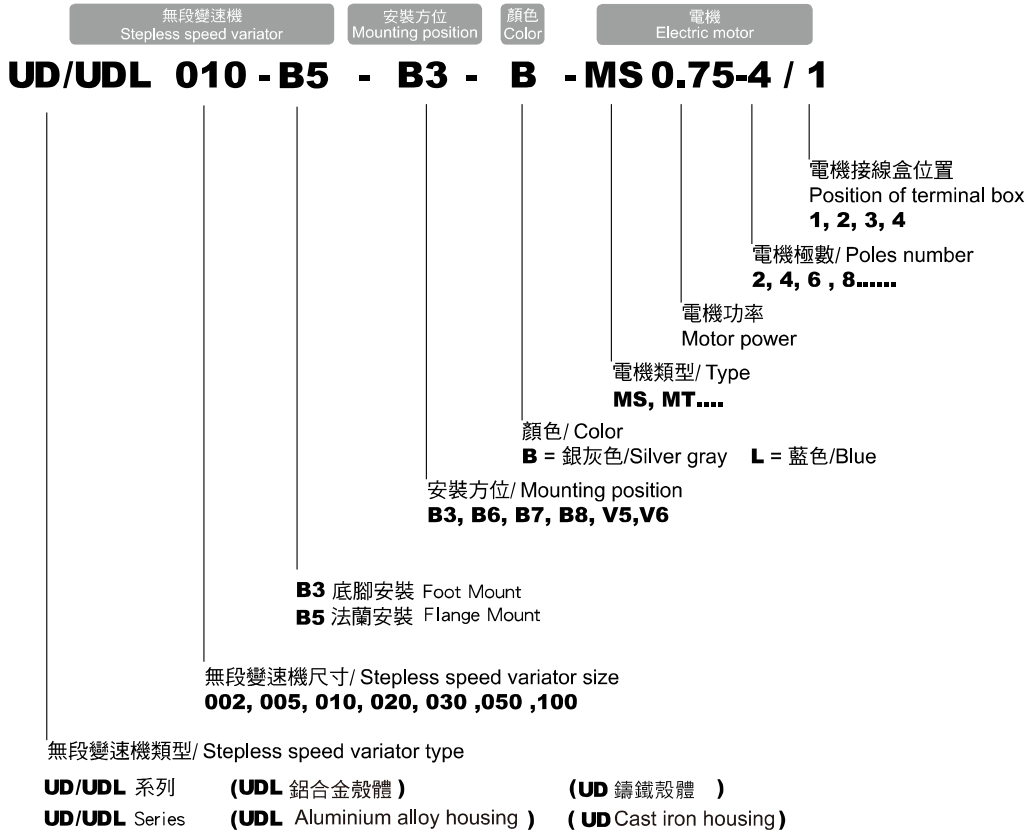 無段變速機 安裝方位 顏色 電機
Stepless speed variator Mounting position Color Electric motor
UD/UDL 010 - B5 - B3 - B - MS 0.75-4 / 1
電機接線盒位置
Position of terminal box
1, 2, 3, 4
電機極數/ Poles number
2, 4, 6 , 8......
電機功率
Motor power
電機類型/ Type
MS, MT....
顏色/ Color
B = 銀灰色/Silver gray L = 藍色/Blue
安裝方位/ Mounting position
B3, B6, B7, B8, V5,V6
B3 底腳安裝 Foot Mount
B5 法蘭安裝 Flange Mount
無段變速機尺寸/ Stepless speed variator size
002, 005, 010, 020, 030 ,050 ,100
無段變速機類型/ Stepless speed variator type
UD/UDL 系列 (UDL 鋁合金殼體 ) (UD 鑄鐵殼體 )
UD/UDL Series (UDL Aluminium alloy housing ) ( UD Cast iron housing )